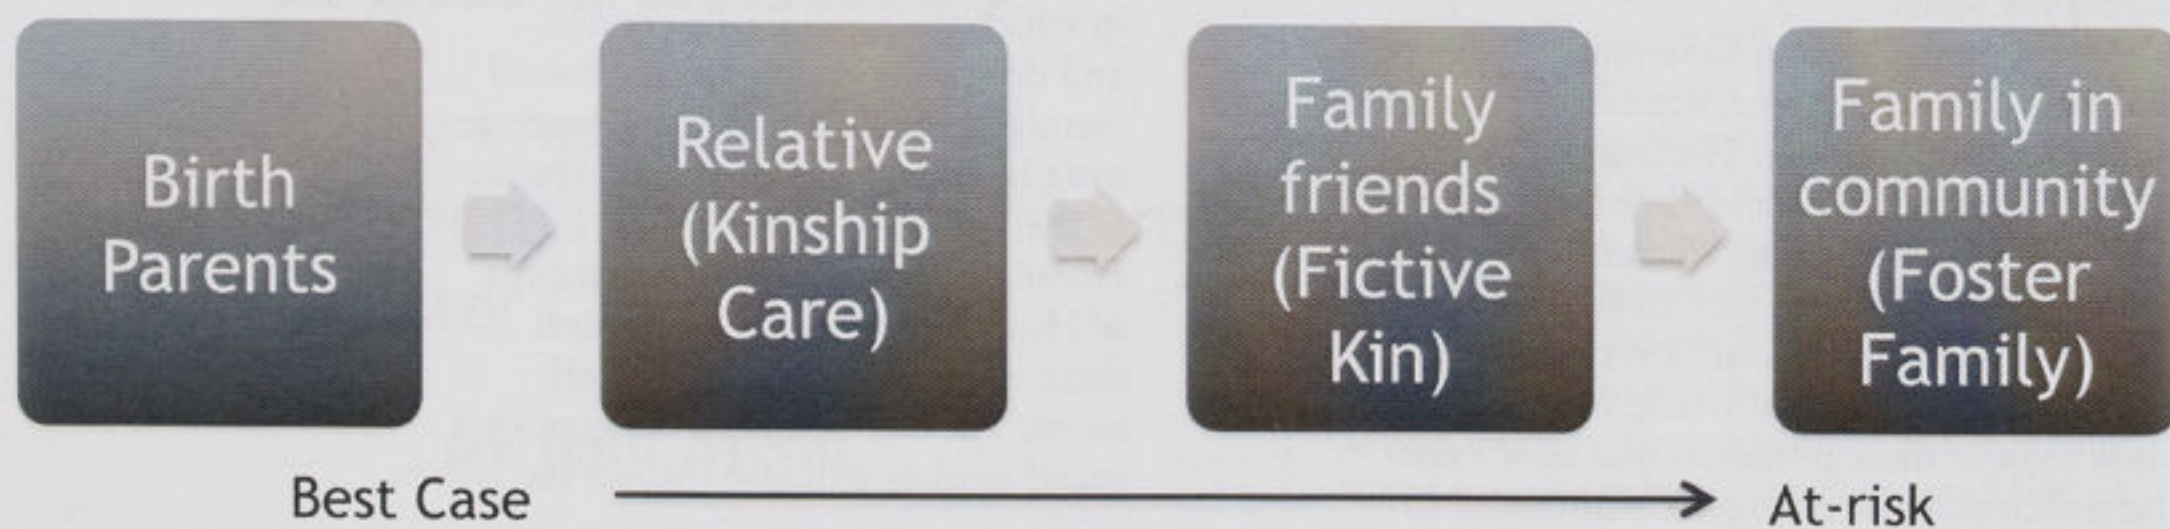 Birth
Parents
Relative
(Kinship
Care)
Family
friends
(Fictive
Kin)
Family in
community
(Foster
Family)
Best Case
At-risk